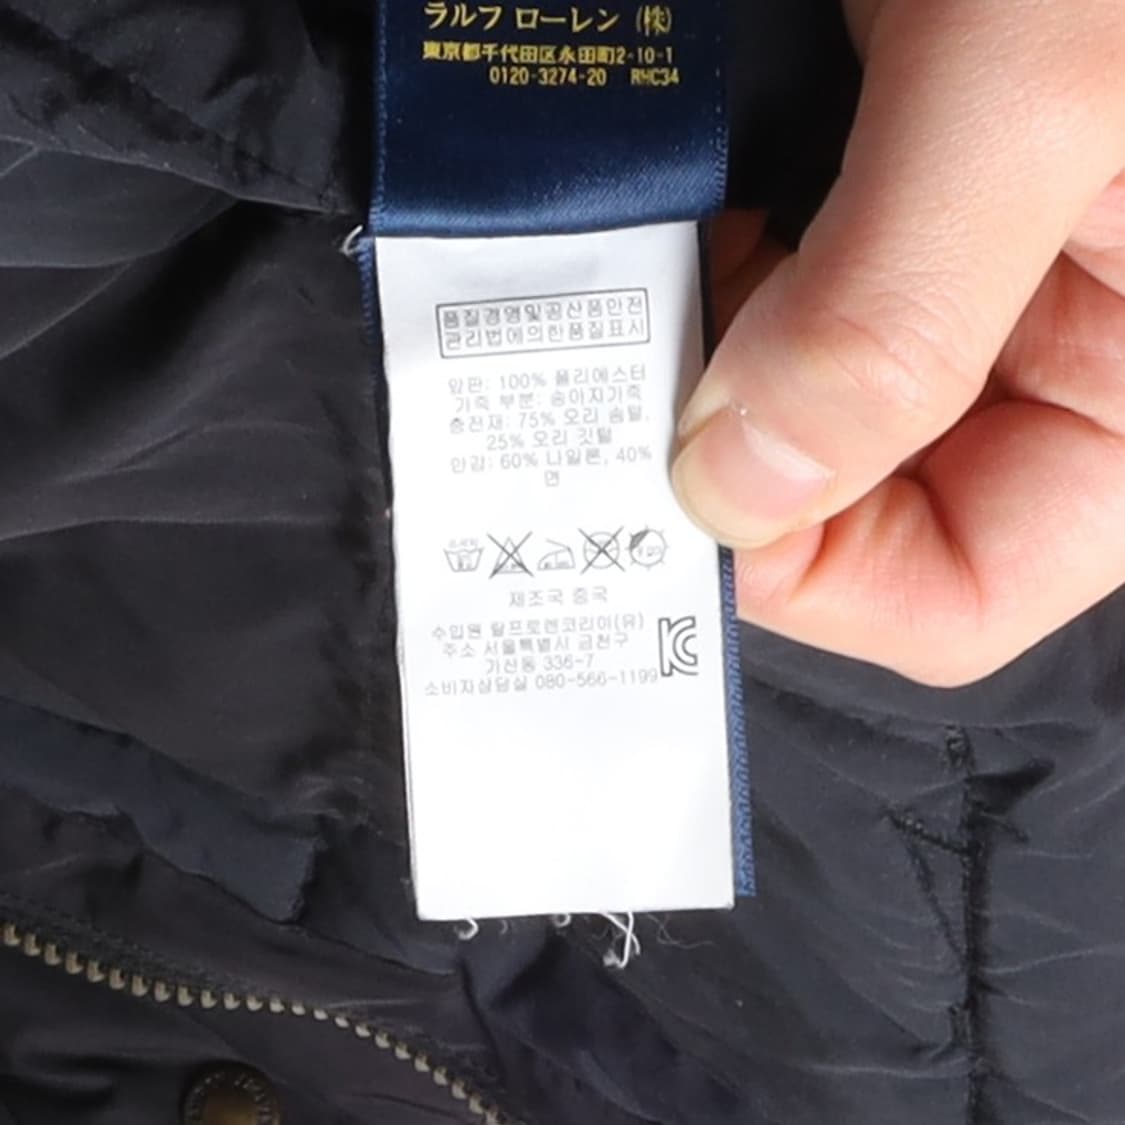 ラルフ ローレン (株)
東京都千代田区永田町2-10-1
0120-3274-20 RHC34
품질경영및공산품안전
관리법에의한품질표시
앞판: 100% 폴리에스터
가죽 부분: 송아지가죽
충전재: 75% 오리 솜털,
25% 오리 깃털
안감: 60% 나일론, 40%
면
제조국 중국
수입원 랄프로렌코리아(유)
주소 서울특별시 금천구
가산동 336-7
소비자상담실 080-566-1199